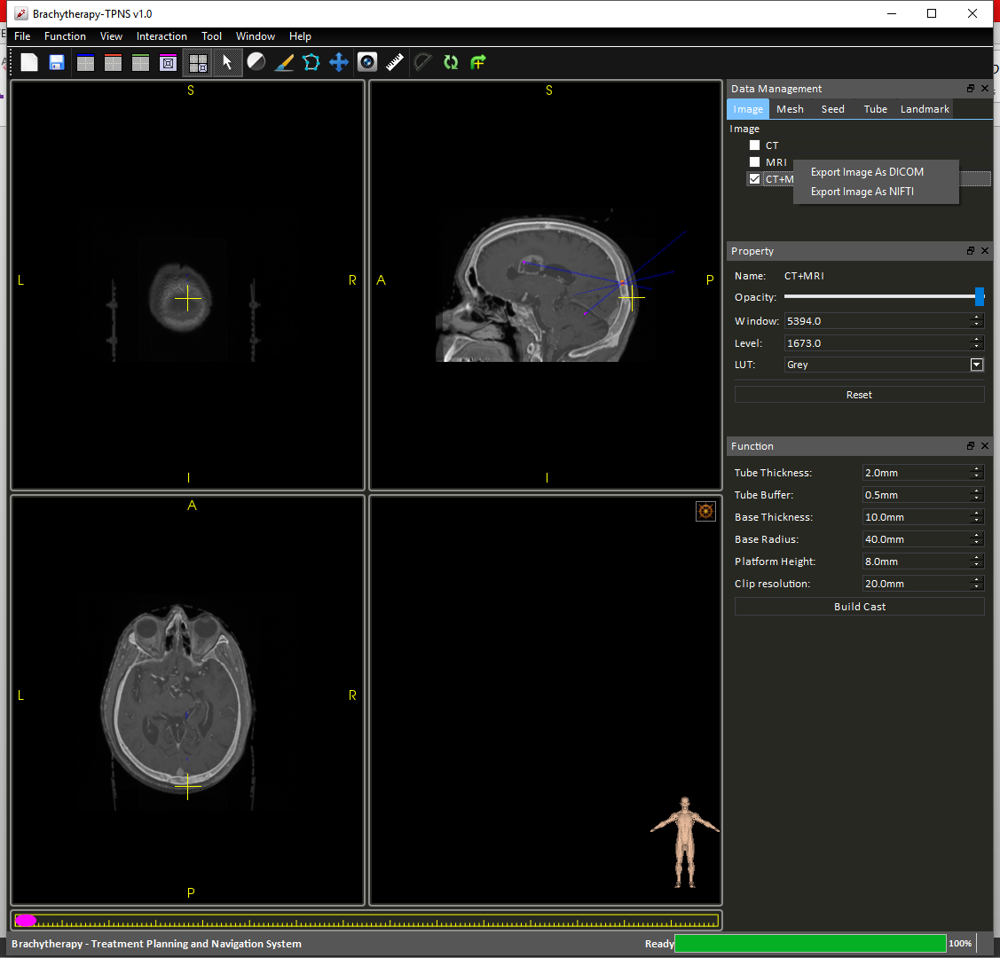 Brachytherapy-TPNS v1.0
File Function View Interaction Tool Window Help
S
L
R
I
S
A
P
I
A
L
R
P
Data Management
Image Mesh Seed Tube Landmark
Image
CT
MRI
CT+M
Export Image As DICOM
Export Image As NIFTI
Property
Name: CT+MRI
Opacity:
Window: 5394.0
Level: 1673.0
LUT: Grey
Reset
Function
Tube Thickness: 2.0mm
Tube Buffer: 0.5mm
Base Thickness: 10.0mm
Base Radius: 40.0mm
Platform Height: 8.0mm
Clip resolution: 20.0mm
Build Cast
Brachytherapy - Treatment Planning and Navigation System
Ready 100%